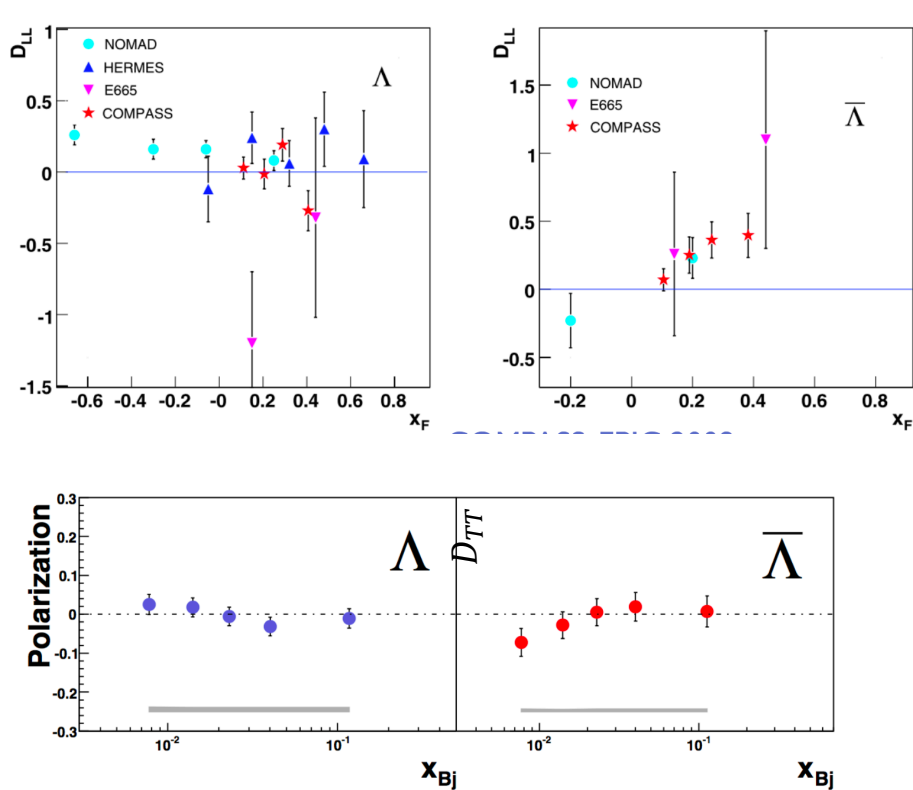 D_LL
1
0.5
0
-0.5
-1
-1.5
NOMAD
HERMES
E665
COMPASS
Λ
-0.6 -0.4 -0.2 -0 0.2 0.4 0.6 0.8
x_F
D_LL
1.5
1
0.5
0
-0.5
NOMAD
E665
COMPASS
Λ̅
-0.2 0 0.2 0.4 0.6 0.8
x_F
Polarization
0.3
0.2
0.1
0
-0.1
-0.2
-0.3
Λ
10⁻² 10⁻¹
x_Bj
D_TT
Λ̅
10⁻² 10⁻¹
x_Bj